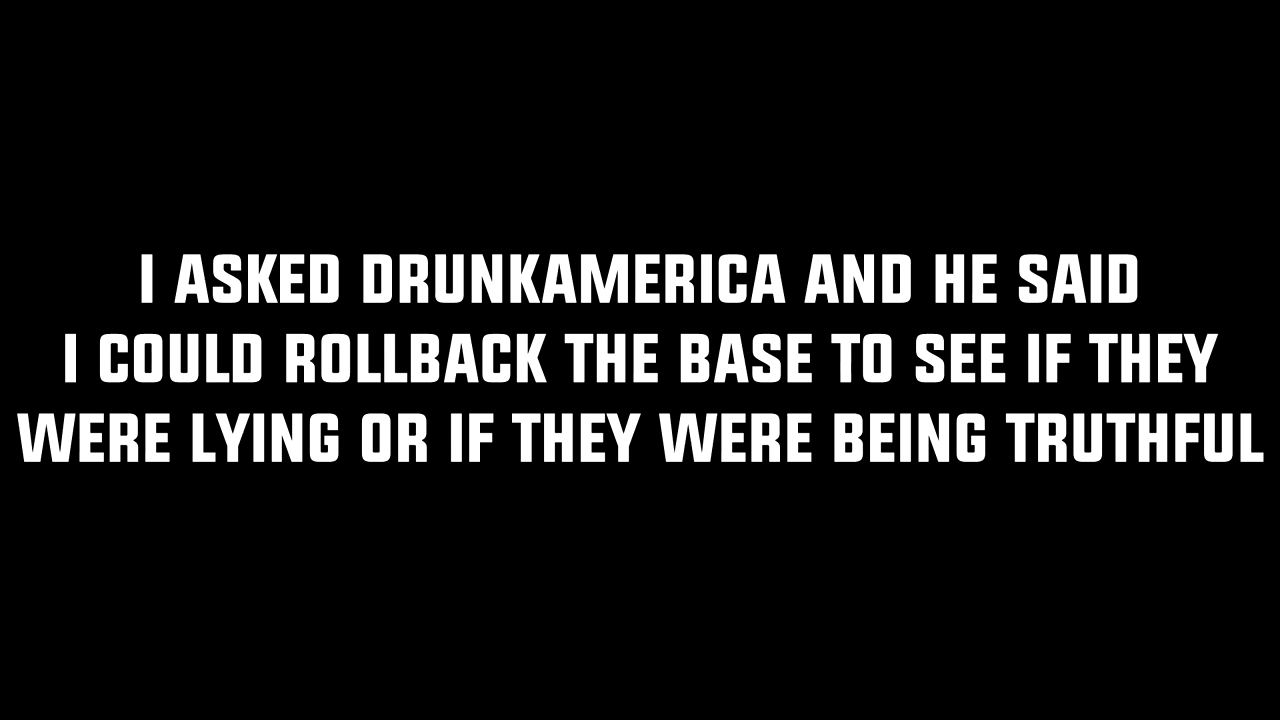 I ASKED DRUNKAMERICA AND HE SAID
I COULD ROLLBACK THE BASE TO SEE IF THEY
WERE LYING OR IF THEY WERE BEING TRUTHFUL